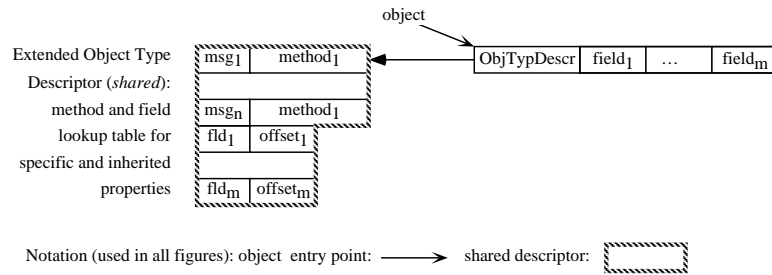 object
Extended Object Type
Descriptor (shared):
method and field
lookup table for
specific and inherited
properties
msg1 method1
msgn method1
fld1 offset1
fldm offsetm
ObjTypDescr field1 ... fieldm
Notation (used in all figures): object entry point: shared descriptor: